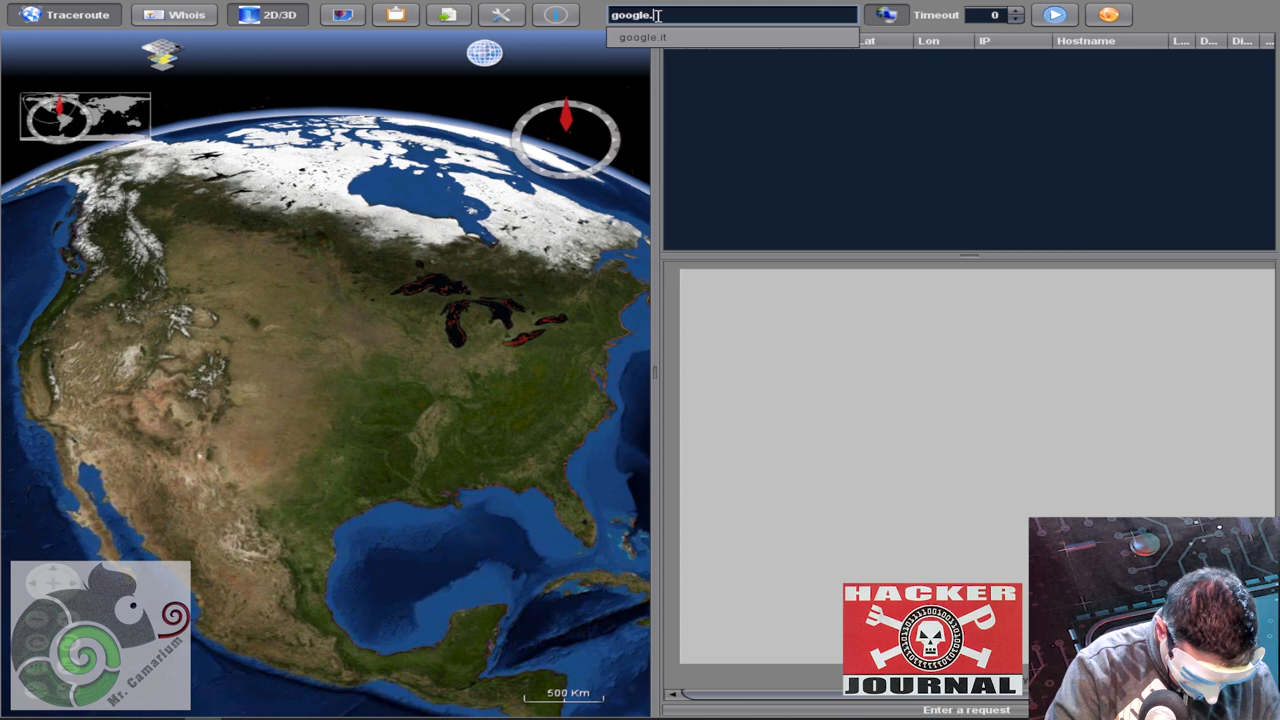 Traceroute
Whois
2D/3D
google.
Timeout
0
google.it
Lat
Lon
IP
Hostname
L...
D...
Di...
...
500 Km
Mr. Camarium
HACKER
JOURNAL
Enter a request